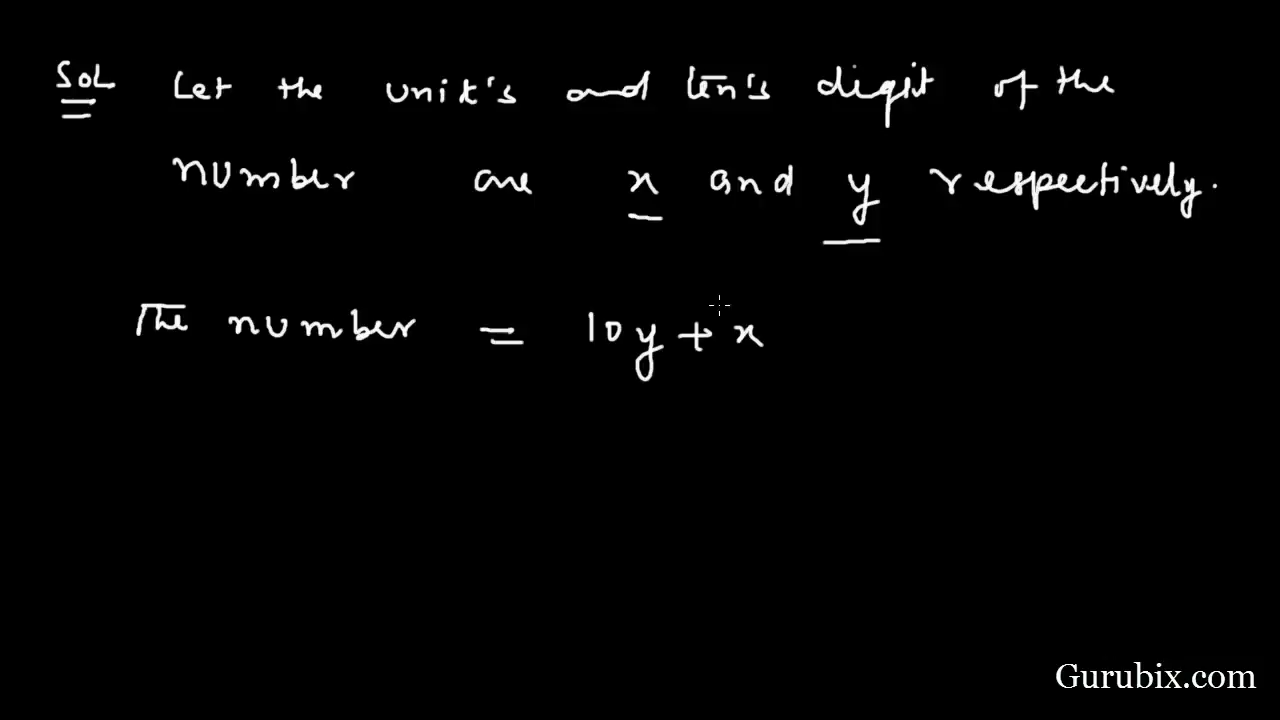 SOL Let the unit's and ten's digit of the
number are x and y respectively.
The number = 10y + x
Gurubix.com